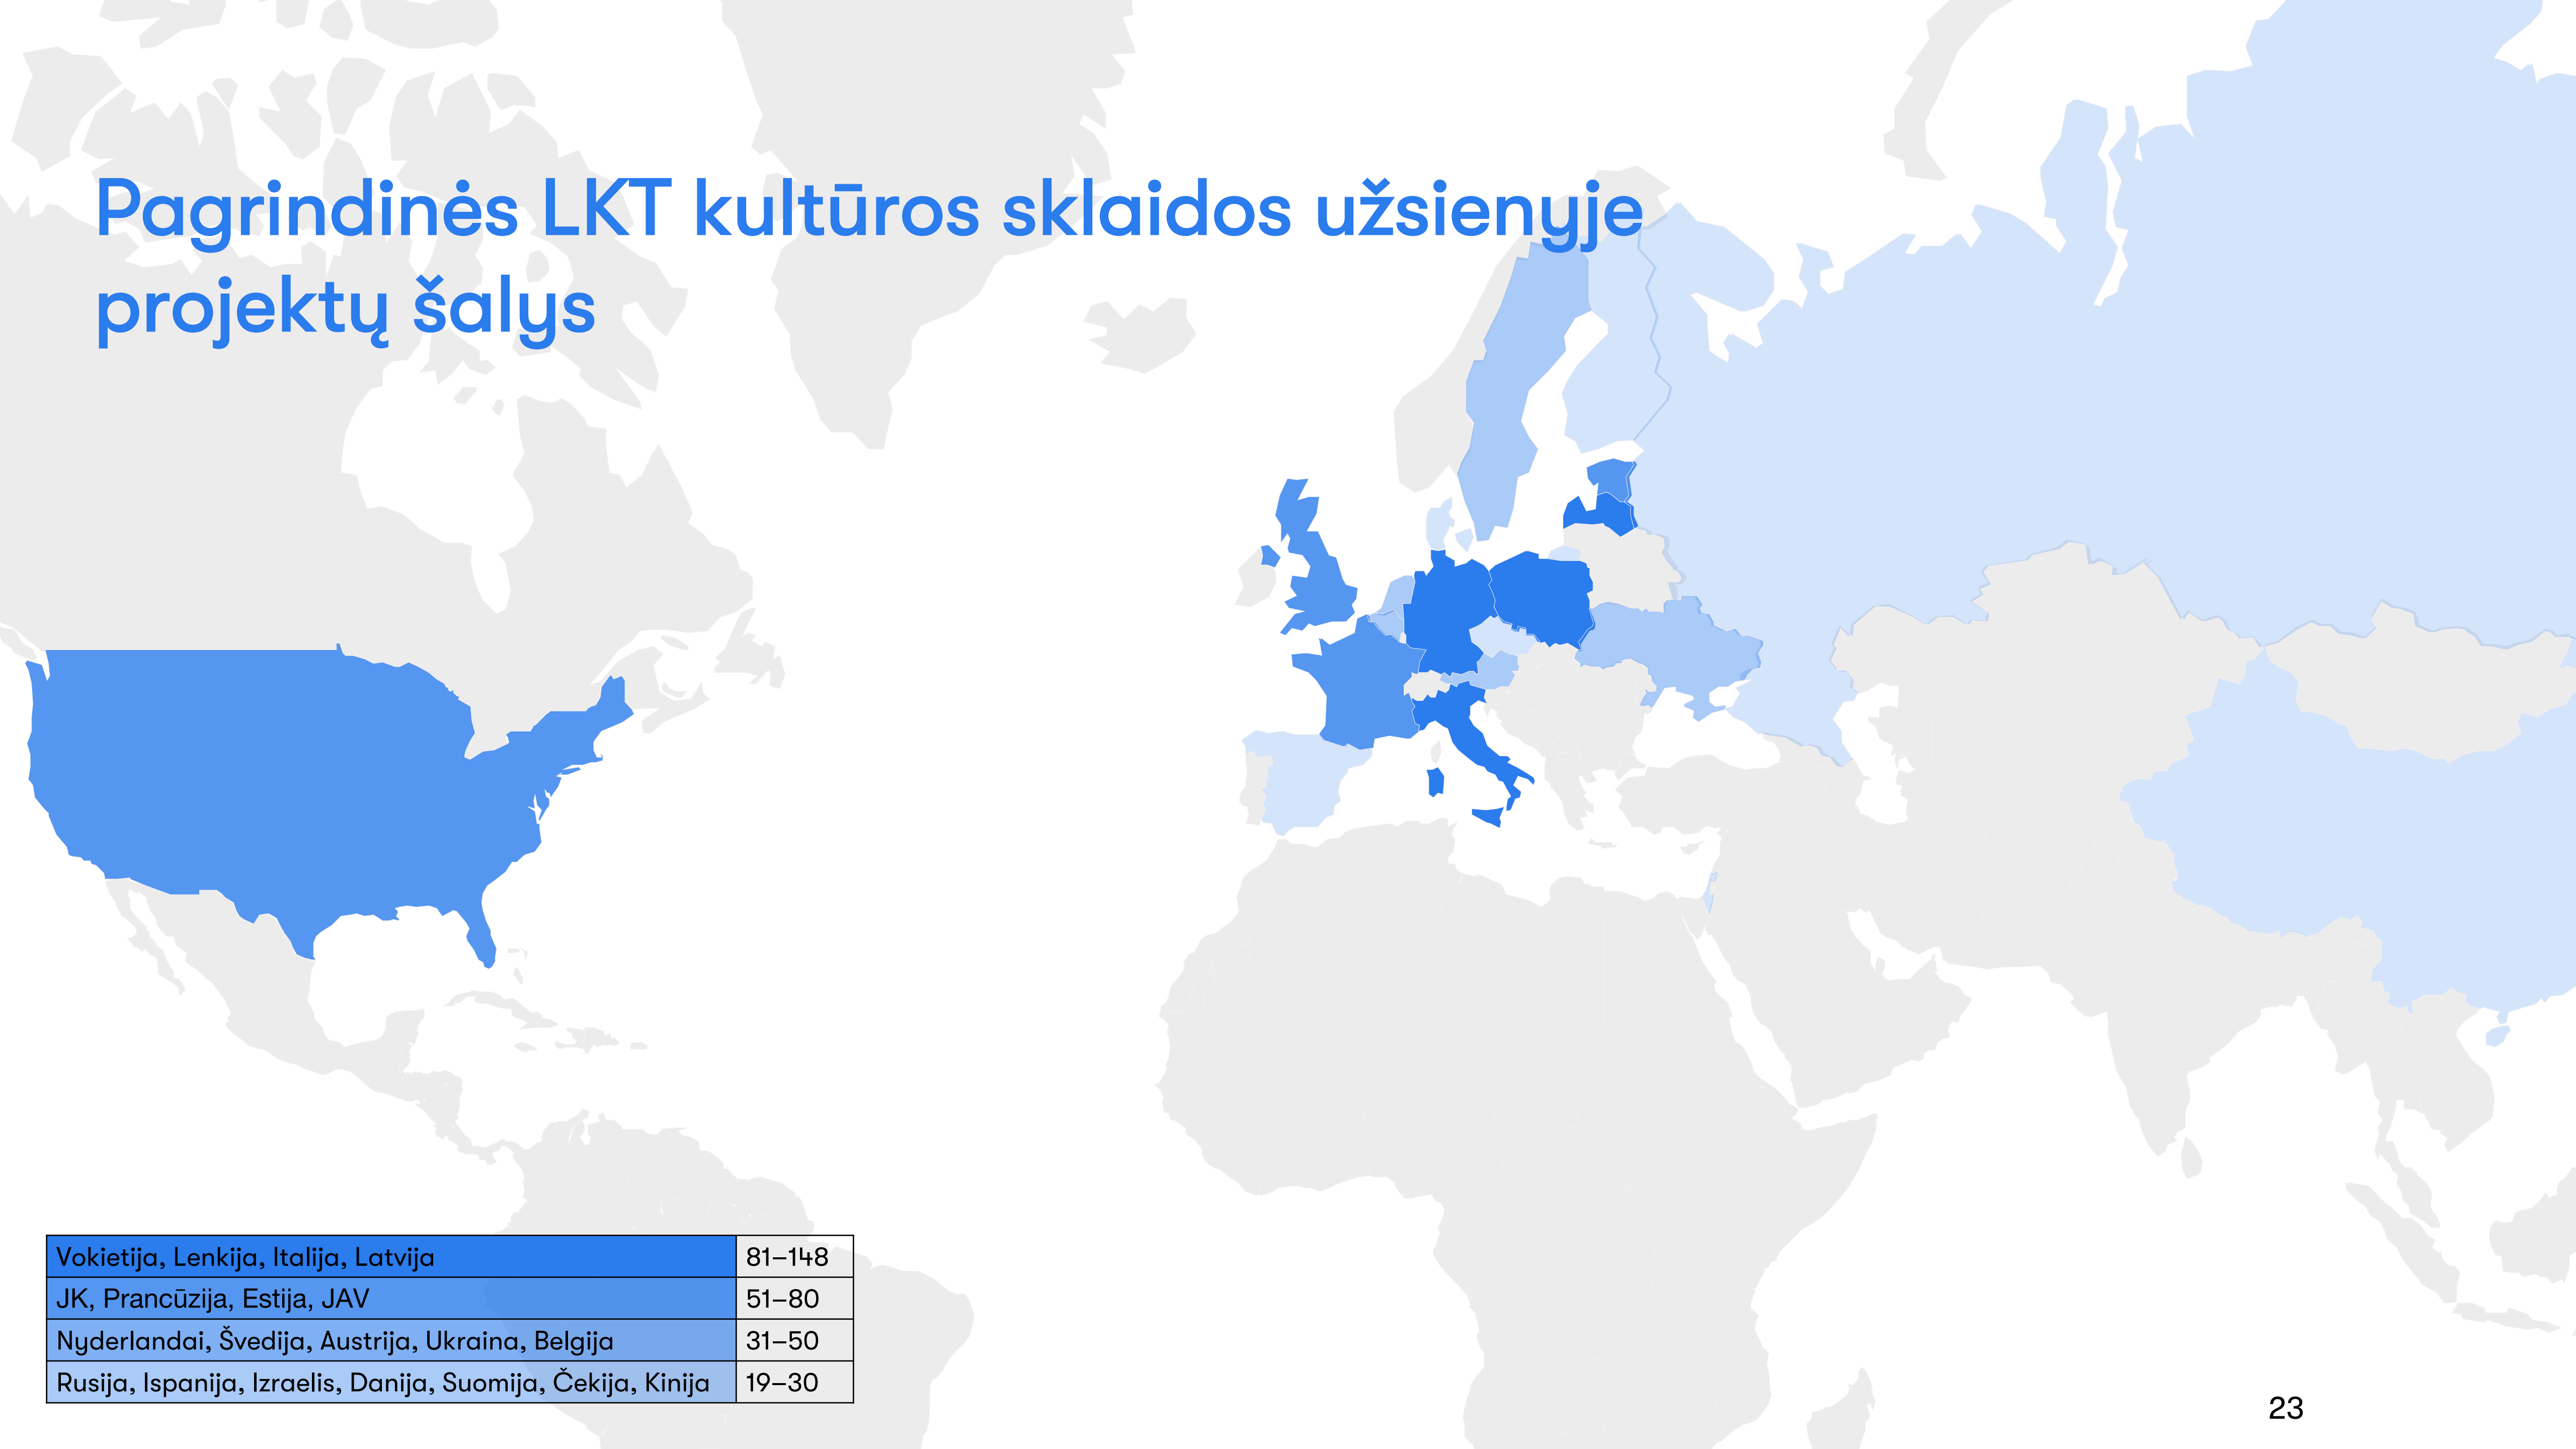 Pagrindinės LKT kultūros sklaidos užsienyje
projektų šalys
Vokietija, Lenkija, Italija, Latvija 81–148
JK, Prancūzija, Estija, JAV 51–80
Nyderlandai, Švedija, Austrija, Ukraina, Belgija 31–50
Rusija, Ispanija, Izraelis, Danija, Suomija, Čekija, Kinija 19–30
23